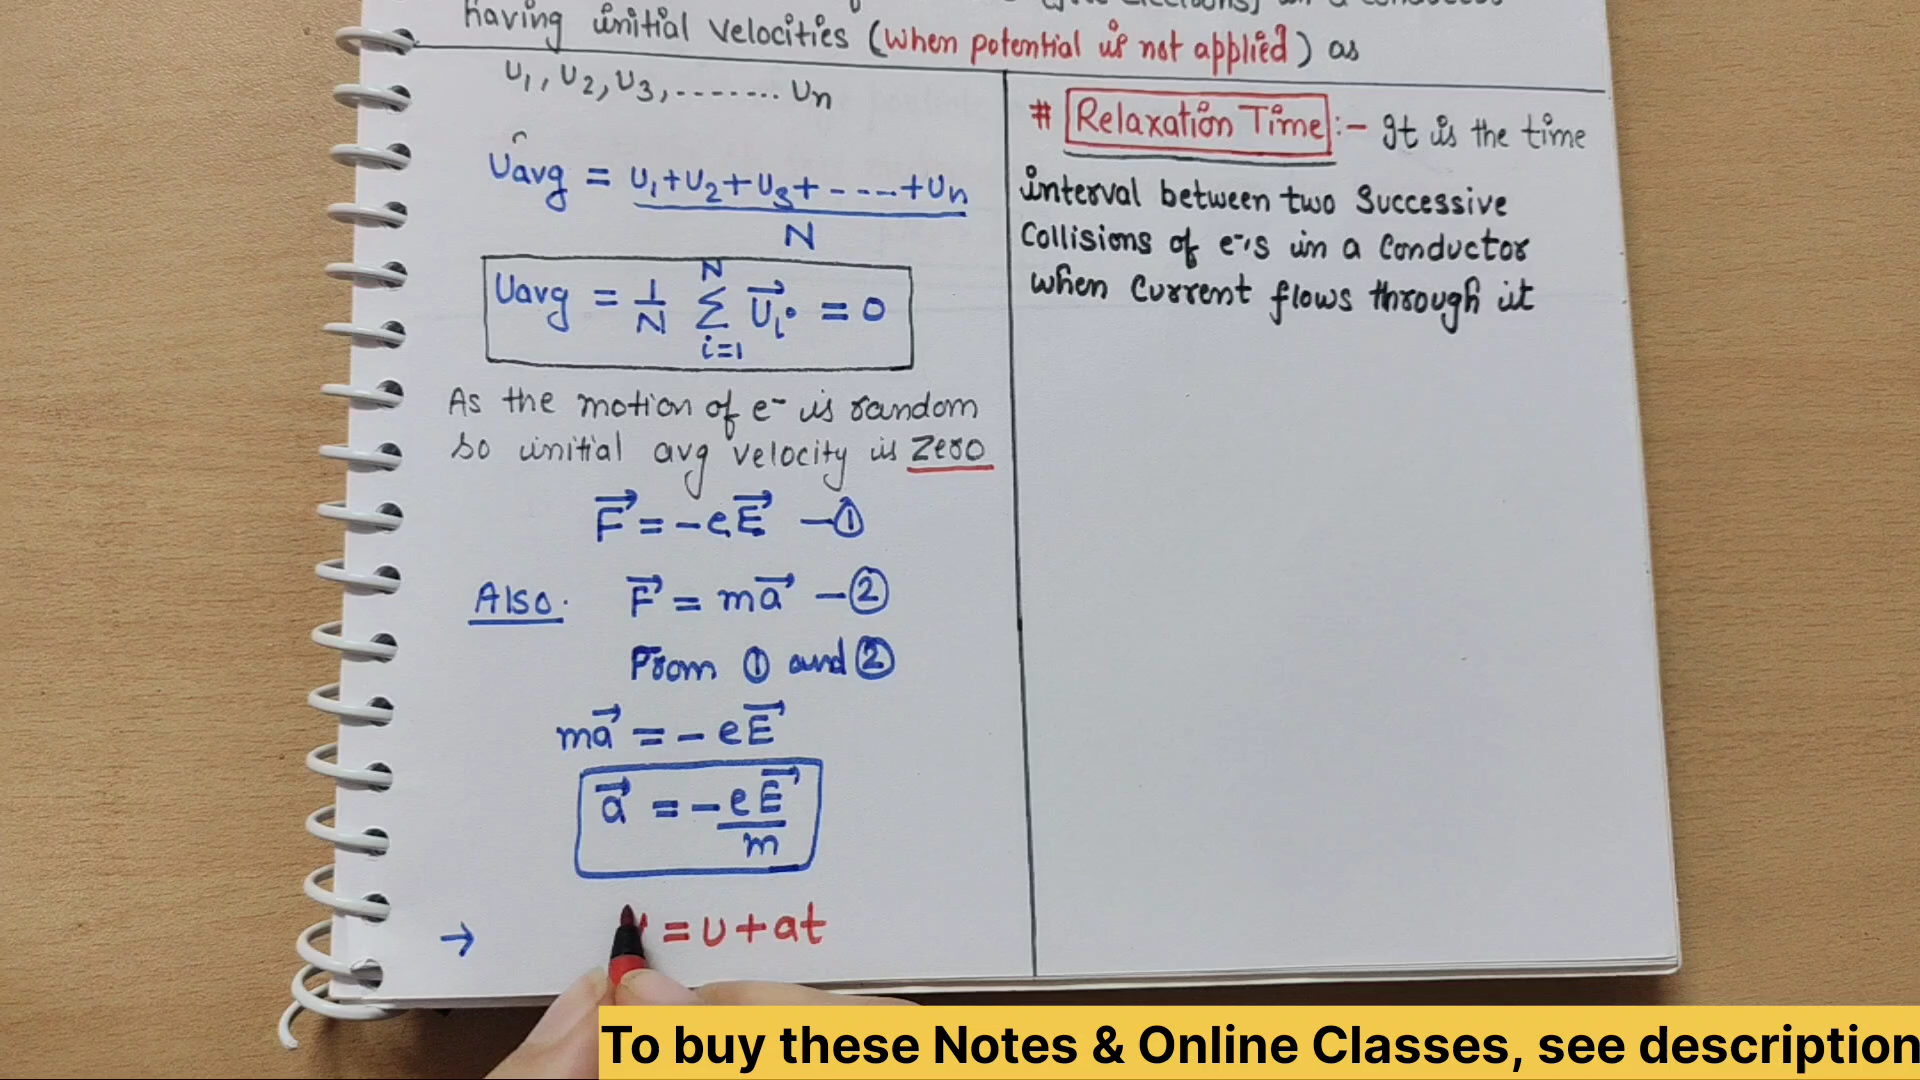 having initial velocities (when potential is not applied) as
U₁, U₂, U₃, ....... Un
Uavg = U₁+U₂+U₃+----+Un
N
Uavg = 1/N N∑i=1 U⃗i = 0
As the motion of e⁻ is random
so initial avg velocity is Zero
F⃗ = -eE⃗ -①
Also. F⃗ = ma⃗ -②
From ① and ②
ma⃗ = -eE⃗
a⃗ = -eE⃗/m
→ = u+at
# Relaxation Time :- It is the time
interval between two Successive
Collisions of e⁻'s in a Conductor
when Current flows through it
To buy these Notes & Online Classes, see description